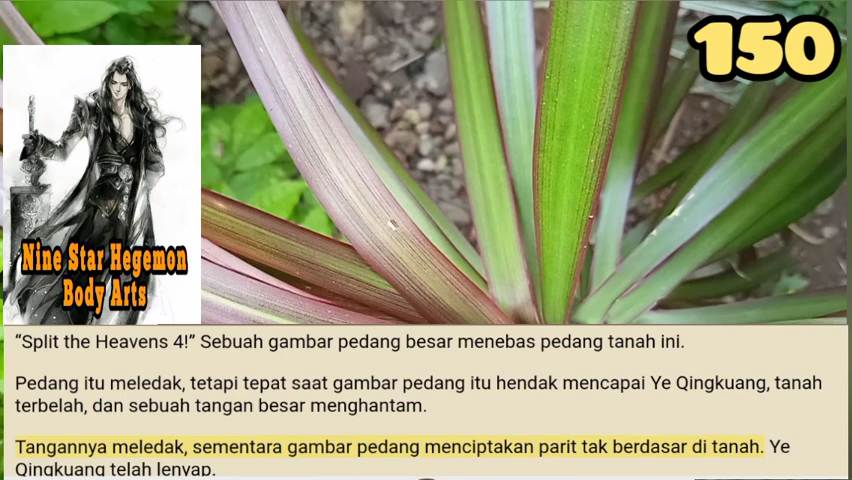 150
Nine Star Hegemon
Body Arts
“Split the Heavens 4!” Sebuah gambar pedang besar menebas pedang tanah ini.
Pedang itu meledak, tetapi tepat saat gambar pedang itu hendak mencapai Ye Qingkuang, tanah
terbelah, dan sebuah tangan besar menghantam.
Tangannya meledak, sementara gambar pedang menciptakan parit tak berdasar di tanah. Ye
Qingkuang telah lenyap.